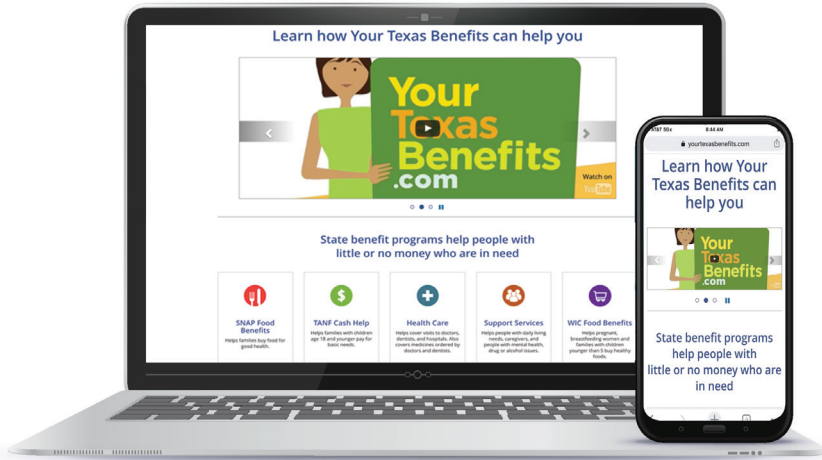 Learn how Your Texas Benefits can help you
Your
Texas
Benefits
.com
Watch on
YouTube
State benefit programs help people with
little or no money who are in need
SNAP Food
Benefits
Helps families buy food for
good health.
TANF Cash Help
Helps families with children
age 18 and younger pay for
basic needs.
Health Care
Helps cover visits to doctors,
dentists, and hospitals. Also
covers medicines ordered by
doctors and dentists.
Support Services
Helps people with daily living
needs, caregivers, and
people with mental health,
drug or alcohol issues.
WIC Food Benefits
Helps pregnant,
breastfeeding women and
families with children
younger than 5 buy healthy
foods.
AT&T 5G
8:44 AM
yourtexasbenefits.com
Learn how Your
Texas Benefits can
help you
Your
Texas
Benefits
.com
State benefit programs
help people with
little or no money who are
in need